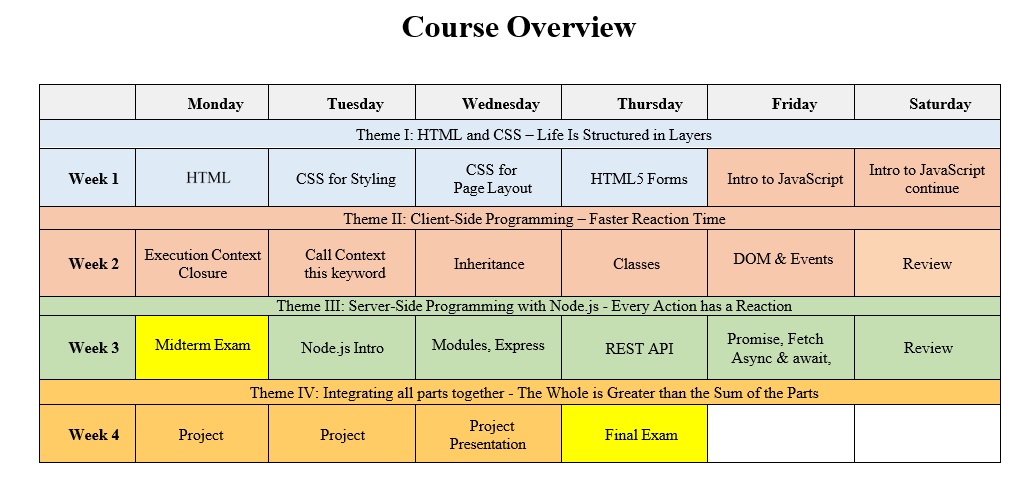 Course Overview
Monday Tuesday Wednesday Thursday Friday Saturday
Theme I: HTML and CSS – Life Is Structured in Layers
Week 1
HTML
CSS for Styling
CSS for
Page Layout
HTML5 Forms
Intro to JavaScript
Intro to JavaScript
continue
Theme II: Client-Side Programming – Faster Reaction Time
Week 2
Execution Context
Closure
Call Context
this keyword
Inheritance
Classes
DOM & Events
Review
Theme III: Server-Side Programming with Node.js - Every Action has a Reaction
Week 3
Midterm Exam
Node.js Intro
Modules, Express
REST API
Promise, Fetch
Async & await,
Review
Theme IV: Integrating all parts together - The Whole is Greater than the Sum of the Parts
Week 4
Project
Project
Project
Presentation
Final Exam